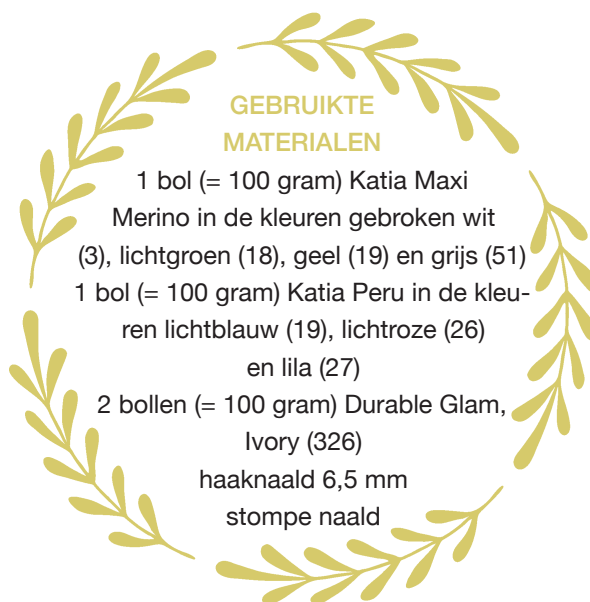 GEBRUIKTE
MATERIALEN
1 bol (= 100 gram) Katia Maxi
Merino in de kleuren gebroken wit
(3), lichtgroen (18), geel (19) en grijs (51)
1 bol (= 100 gram) Katia Peru in de kleu-
ren lichtblauw (19), lichtroze (26)
en lila (27)
2 bollen (= 100 gram) Durable Glam,
Ivory (326)
haaknaald 6,5 mm
stompe naald